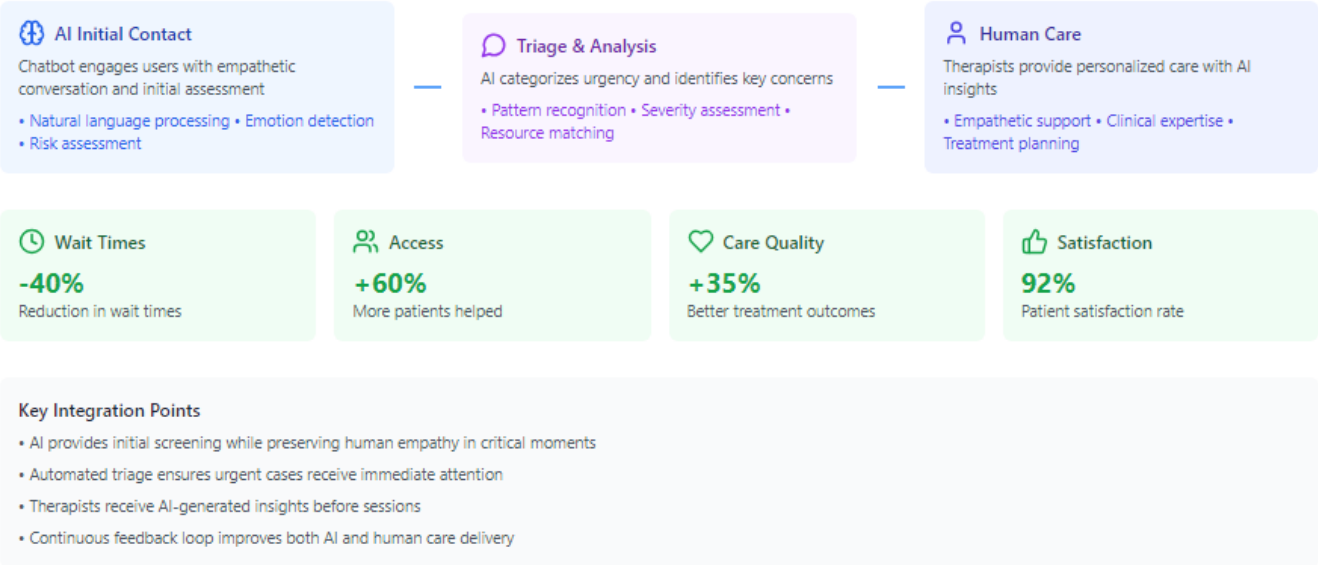 AI Initial Contact
Chatbot engages users with empathetic
conversation and initial assessment
• Natural language processing • Emotion detection
• Risk assessment
Triage & Analysis
AI categorizes urgency and identifies key concerns
• Pattern recognition • Severity assessment •
Resource matching
Human Care
Therapists provide personalized care with AI
insights
• Empathetic support • Clinical expertise •
Treatment planning
Wait Times
-40%
Reduction in wait times
Access
+60%
More patients helped
Care Quality
+35%
Better treatment outcomes
Satisfaction
92%
Patient satisfaction rate
Key Integration Points
• AI provides initial screening while preserving human empathy in critical moments
• Automated triage ensures urgent cases receive immediate attention
• Therapists receive AI-generated insights before sessions
• Continuous feedback loop improves both AI and human care delivery